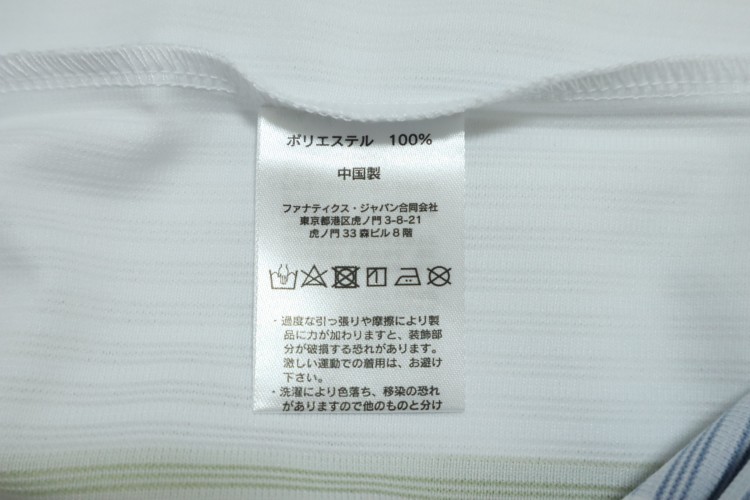 ポリエステル 100%
中国製
ファナティクス・ジャパン合同会社
東京都港区虎ノ門 3-8-21
虎ノ門 33 森ビル 8 階
・過度な引っ張りや摩擦により製
品に力が加わりますと、装飾部
分が破損する恐れがあります。
激しい運動での着用は、お避け
下さい。
・洗濯により色落ち、移染の恐れ
がありますので他のものと分け